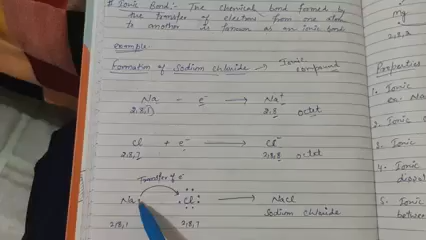 # Ionic Bond:- The chemical bond formed by
the transfer of electrons from one atom
to another is known as an ionic bond
example
Formation of Sodium chloride → Ionic
compound
Na - e⁻ → Na⁺
2,8,1) 2,8 octet
Cl + e⁻ → Cl⁻
2,8,7 2,8,8 octet
Transfer of e⁻
Na Cl → NaCl
Sodium Chloride
2,8,1 2,8,7
Mg
2,8,2
Properties
1. Ionic
ex: Na
2. Ionic
3. Ionic
4. Ionic
5. Ionic
between